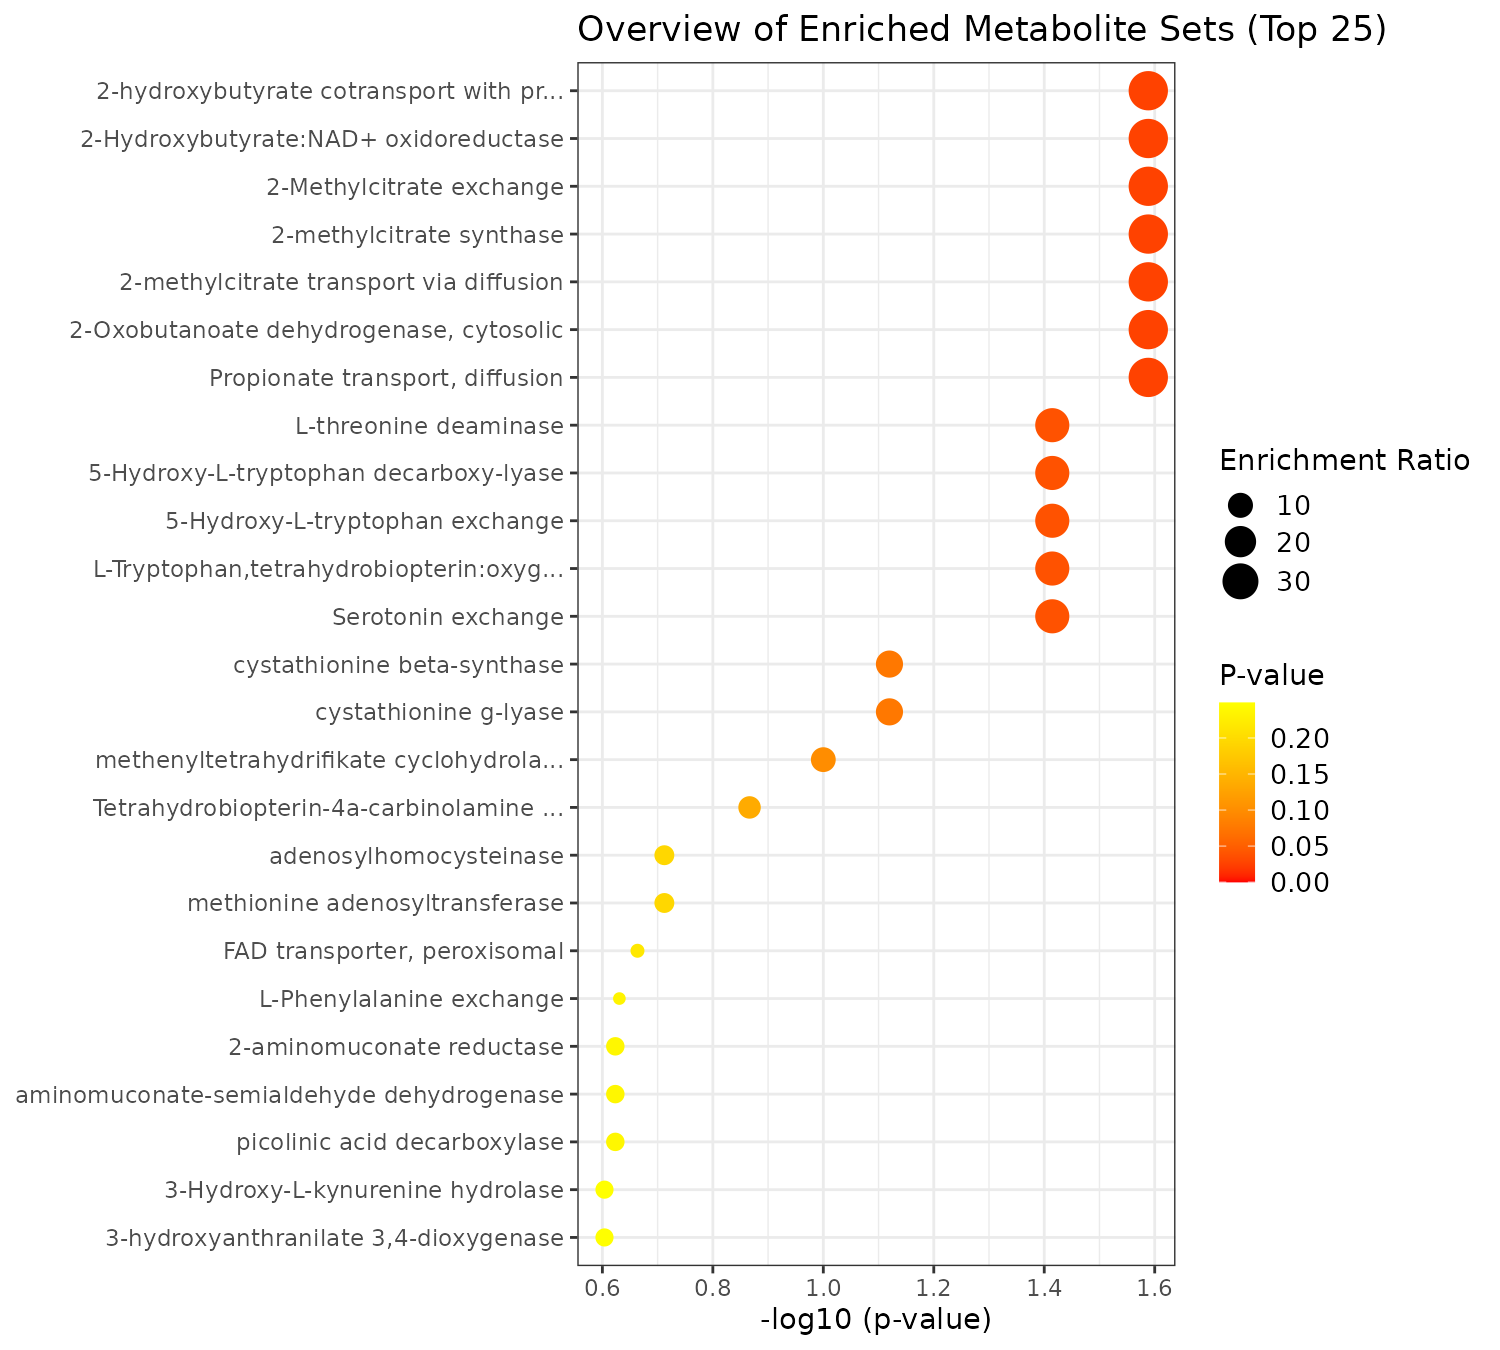 Overview of Enriched Metabolite Sets (Top 25)
2-hydroxybutyrate cotransport with pr...
2-Hydroxybutyrate:NAD+ oxidoreductase
2-Methylcitrate exchange
2-methylcitrate synthase
2-methylcitrate transport via diffusion
2-Oxobutanoate dehydrogenase, cytosolic
Propionate transport, diffusion
L-threonine deaminase
5-Hydroxy-L-tryptophan decarboxy-lyase
5-Hydroxy-L-tryptophan exchange
L-Tryptophan,tetrahydrobiopterin:oxyg...
Serotonin exchange
cystathionine beta-synthase
cystathionine g-lyase
methenyltetrahydrifikate cyclohydrola...
Tetrahydrobiopterin-4a-carbinolamine ...
adenosylhomocysteinase
methionine adenosyltransferase
FAD transporter, peroxisomal
L-Phenylalanine exchange
2-aminomuconate reductase
aminomuconate-semialdehyde dehydrogenase
picolinic acid decarboxylase
3-Hydroxy-L-kynurenine hydrolase
3-hydroxyanthranilate 3,4-dioxygenase
0.6 0.8 1.0 1.2 1.4 1.6
-log10 (p-value)
Enrichment Ratio
10
20
30
P-value
0.20
0.15
0.10
0.05
0.00